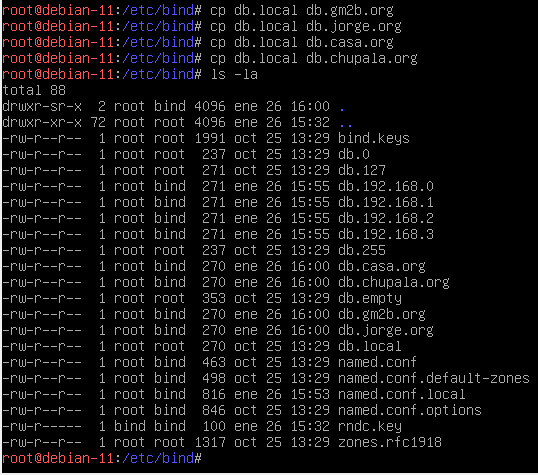 root@debian-11:/etc/bind# cp db.local db.gm2b.org
root@debian-11:/etc/bind# cp db.local db.jorge.org
root@debian-11:/etc/bind# cp db.local db.casa.org
root@debian-11:/etc/bind# cp db.local db.chupala.org
root@debian-11:/etc/bind# ls -la
total 88
drwxr-sr-x  2 root bind 4096 ene 26 16:00 .
drwxr-xr-x 72 root root 4096 ene 26 15:32 ..
-rw-r--r--  1 root root 1991 oct 25 13:29 bind.keys
-rw-r--r--  1 root root  237 oct 25 13:29 db.0
-rw-r--r--  1 root root  271 oct 25 13:29 db.127
-rw-r--r--  1 root bind  271 ene 26 15:55 db.192.168.0
-rw-r--r--  1 root bind  271 ene 26 15:55 db.192.168.1
-rw-r--r--  1 root bind  271 ene 26 15:55 db.192.168.2
-rw-r--r--  1 root bind  271 ene 26 15:55 db.192.168.3
-rw-r--r--  1 root root  237 oct 25 13:29 db.255
-rw-r--r--  1 root bind  270 ene 26 16:00 db.casa.org
-rw-r--r--  1 root bind  270 ene 26 16:00 db.chupala.org
-rw-r--r--  1 root root  353 oct 25 13:29 db.empty
-rw-r--r--  1 root bind  270 ene 26 16:00 db.gm2b.org
-rw-r--r--  1 root bind  270 ene 26 16:00 db.jorge.org
-rw-r--r--  1 root root  270 oct 25 13:29 db.local
-rw-r--r--  1 root bind  463 oct 25 13:29 named.conf
-rw-r--r--  1 root bind  498 oct 25 13:29 named.conf.default-zones
-rw-r--r--  1 root bind  816 ene 26 15:53 named.conf.local
-rw-r--r--  1 root bind  846 oct 25 13:29 named.conf.options
-rw-r-----  1 bind bind  100 ene 26 15:32 rndc.key
-rw-r--r--  1 root root 1317 oct 25 13:29 zones.rfc1918
root@debian-11:/etc/bind#